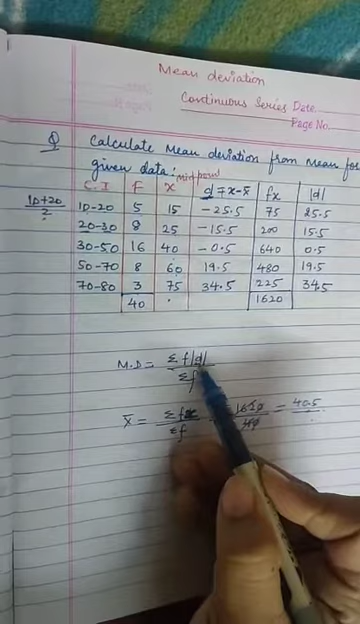 Mean deviation
Continuous Series Date
Page No.
Q Calculate Mean deviation from Mean for
given data:
C.I F x midpoint d = x - x̄ fx |d|
10+20/2 10-20 5 15 -25.5 75 25.5
20-30 8 25 -15.5 200 15.5
30-50 16 40 -0.5 640 0.5
50-70 8 60 19.5 480 19.5
70-80 3 75 34.5 225 34.5
40 1620
M.D = Σf|d| / Σf
x̄ = Σfx / Σf = 1620 / 40 = 40.5